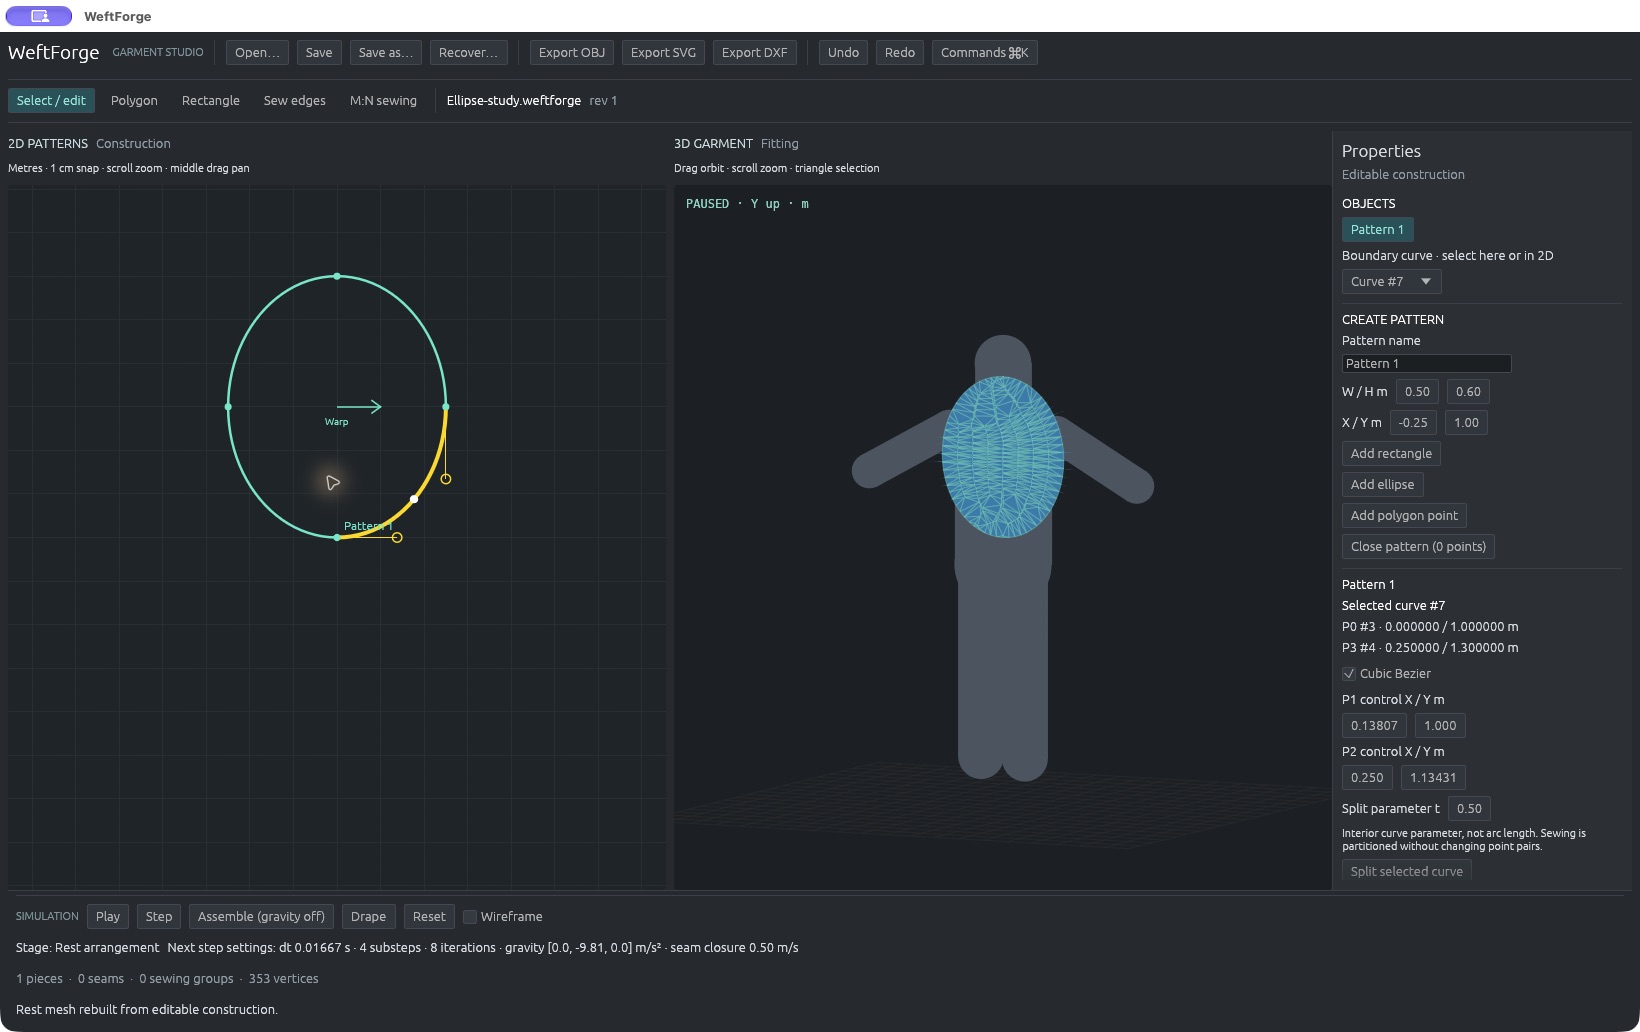 WeftForge
WeftForge GARMENT STUDIO Open... Save Save as... Recover... Export OBJ Export SVG Export DXF Undo Redo Commands ⌘K
Select / edit Polygon Rectangle Sew edges M:N sewing Ellipse-study.weftforge rev 1
2D PATTERNS Construction
Metres · 1 cm snap · scroll zoom · middle drag pan
Warp
Pattern 1
3D GARMENT Fitting
Drag orbit · scroll zoom · triangle selection
PAUSED · Y up · m
Properties
Editable construction
OBJECTS
Pattern 1
Boundary curve · select here or in 2D
Curve #7
CREATE PATTERN
Pattern name
Pattern 1
W / H m 0.50 0.60
X / Y m -0.25 1.00
Add rectangle
Add ellipse
Add polygon point
Close pattern (0 points)
Pattern 1
Selected curve #7
P0 #3 · 0.000000 / 1.000000 m
P3 #4 · 0.250000 / 1.300000 m
Cubic Bezier
P1 control X / Y m
0.13807 1.000
P2 control X / Y m
0.250 1.13431
Split parameter t 0.50
Interior curve parameter, not arc length. Sewing is
partitioned without changing point pairs.
Split selected curve
SIMULATION Play Step Assemble (gravity off) Drape Reset Wireframe
Stage: Rest arrangement Next step settings: dt 0.01667 s · 4 substeps · 8 iterations · gravity [0.0, -9.81, 0.0] m/s² · seam closure 0.50 m/s
1 pieces · 0 seams · 0 sewing groups · 353 vertices
Rest mesh rebuilt from editable construction.